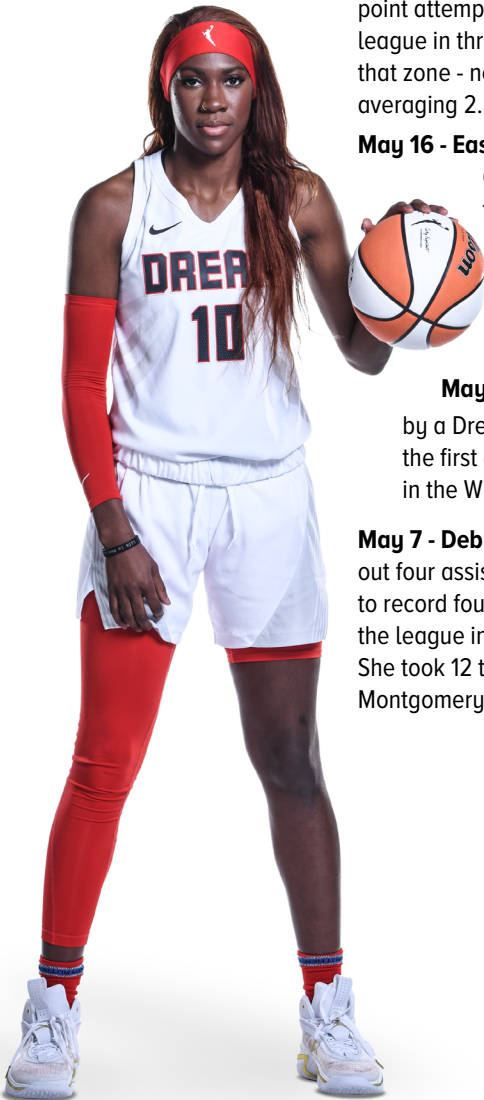 point attemp
league in thr
that zone - n
averaging 2.
May 16 - Eas
DREA
10
May
by a Dre
the first
in the W
May 7 - Deb
out four assis
to record fou
the league in
She took 12 t
Montgomery